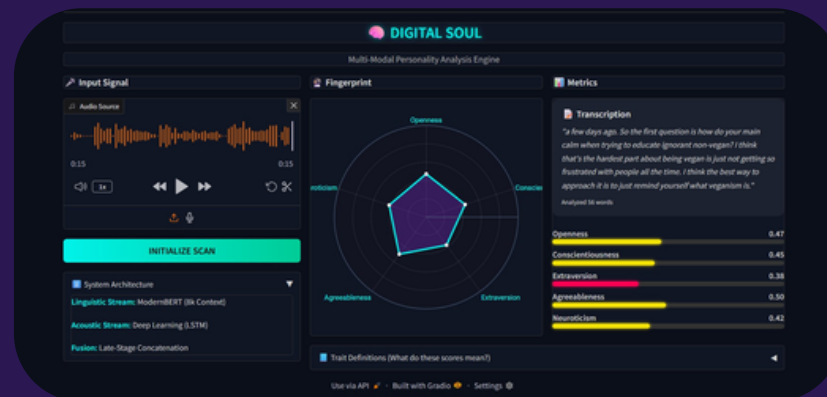 DIGITAL SOUL
Multi-Modal Personality Analysis Engine
Input Signal
Audio Source
0:15
0:15
1x
INITIALIZE SCAN
System Architecture
Linguistic Stream: ModernBERT (8k Context)
Acoustic Stream: Deep Learning (LSTM)
Fusion: Late-Stage Concatenation
Fingerprint
Openness
Conscie
Extraversion
Agreeableness
roticism
Trait Definitions (What do these scores mean?)
Metrics
Transcription
"a few days ago. So the first question is how do your main
calm when trying to educate ignorant non-vegan? I think
that's the hardest part about being vegan is just not getting so
frustrated with people all the time. I think the best way to
approach it is to just remind yourself what veganism is."
Analyzed 56 words
Openness 0.47
Conscientiousness 0.45
Extraversion 0.38
Agreeableness 0.50
Neuroticism 0.42
Use via API · Built with Gradio · Settings